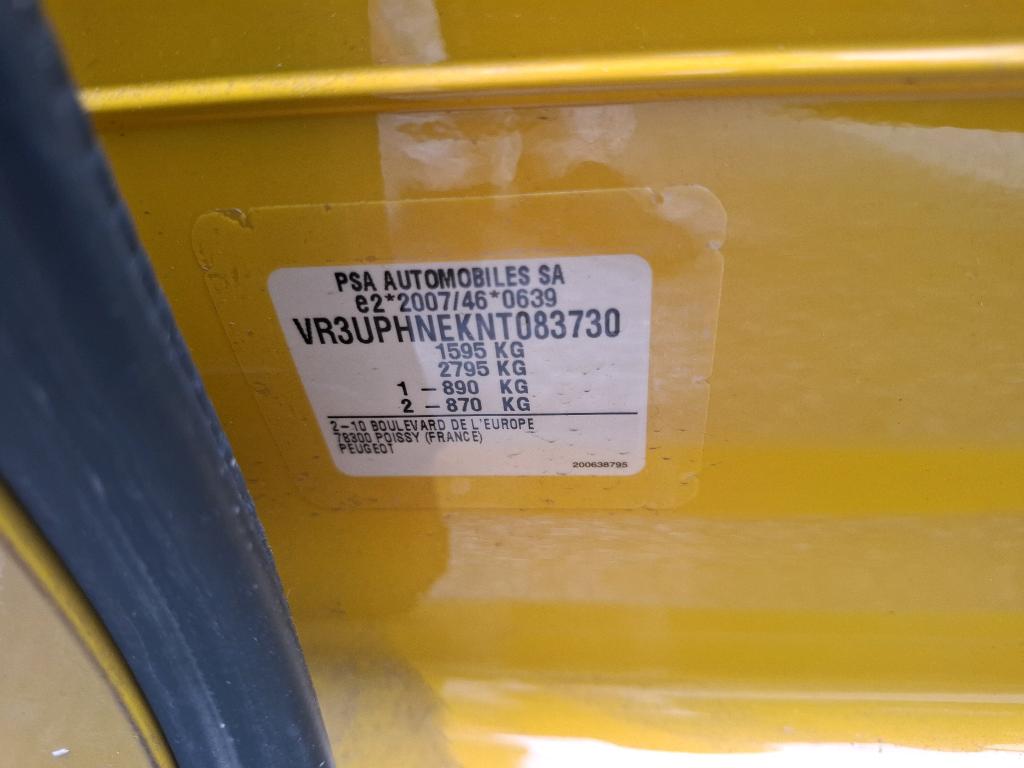 PSA AUTOMOBILES SA
e2*2007/46*0639
VR3UPHNEKNT083730
1595 KG
2795 KG
1 - 890 KG
2 - 870 KG
2-10 BOULEVARD DE L'EUROPE
78300 POISSY (FRANCE)
PEUGEOT
200638795